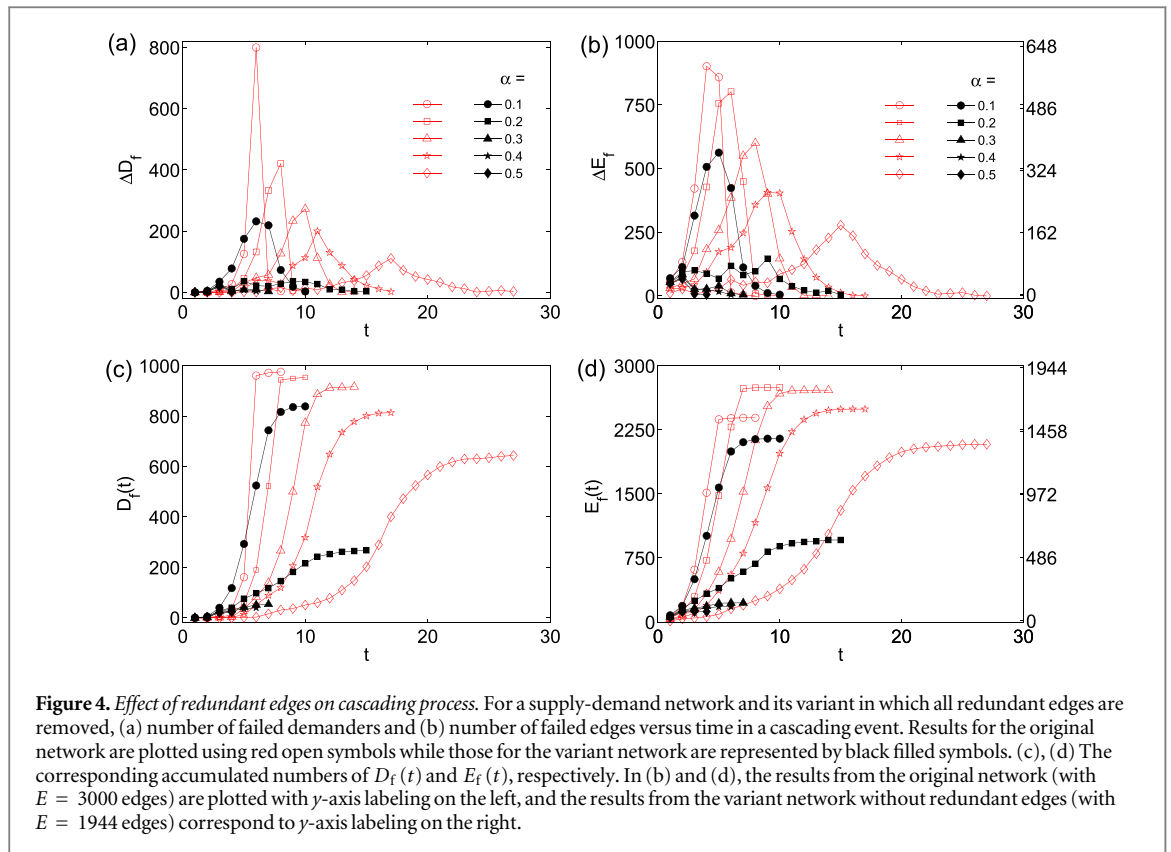 (a)
800
600
400
200
0
ΔD_f
0
10
20
30
t
α =
0.1
0.2
0.3
0.4
0.5
(b)
1000
750
500
250
0
ΔE_f
648
486
324
162
0
0
10
20
30
t
α =
0.1
0.2
0.3
0.4
0.5
(c)
1000
800
600
400
200
0
D_f(t)
0
10
20
30
t
(d)
3000
2250
1500
750
0
E_f(t)
1944
1458
972
486
0
0
10
20
30
t
Figure 4. Effect of redundant edges on cascading process. For a supply-demand network and its variant in which all redundant edges are
removed, (a) number of failed demanders and (b) number of failed edges versus time in a cascading event. Results for the original
network are plotted using red open symbols while those for the variant network are represented by black filled symbols. (c), (d) The
corresponding accumulated numbers of D_f (t) and E_f (t), respectively. In (b) and (d), the results from the original network (with
E = 3000 edges) are plotted with y-axis labeling on the left, and the results from the variant network without redundant edges (with
E = 1944 edges) correspond to y-axis labeling on the right.